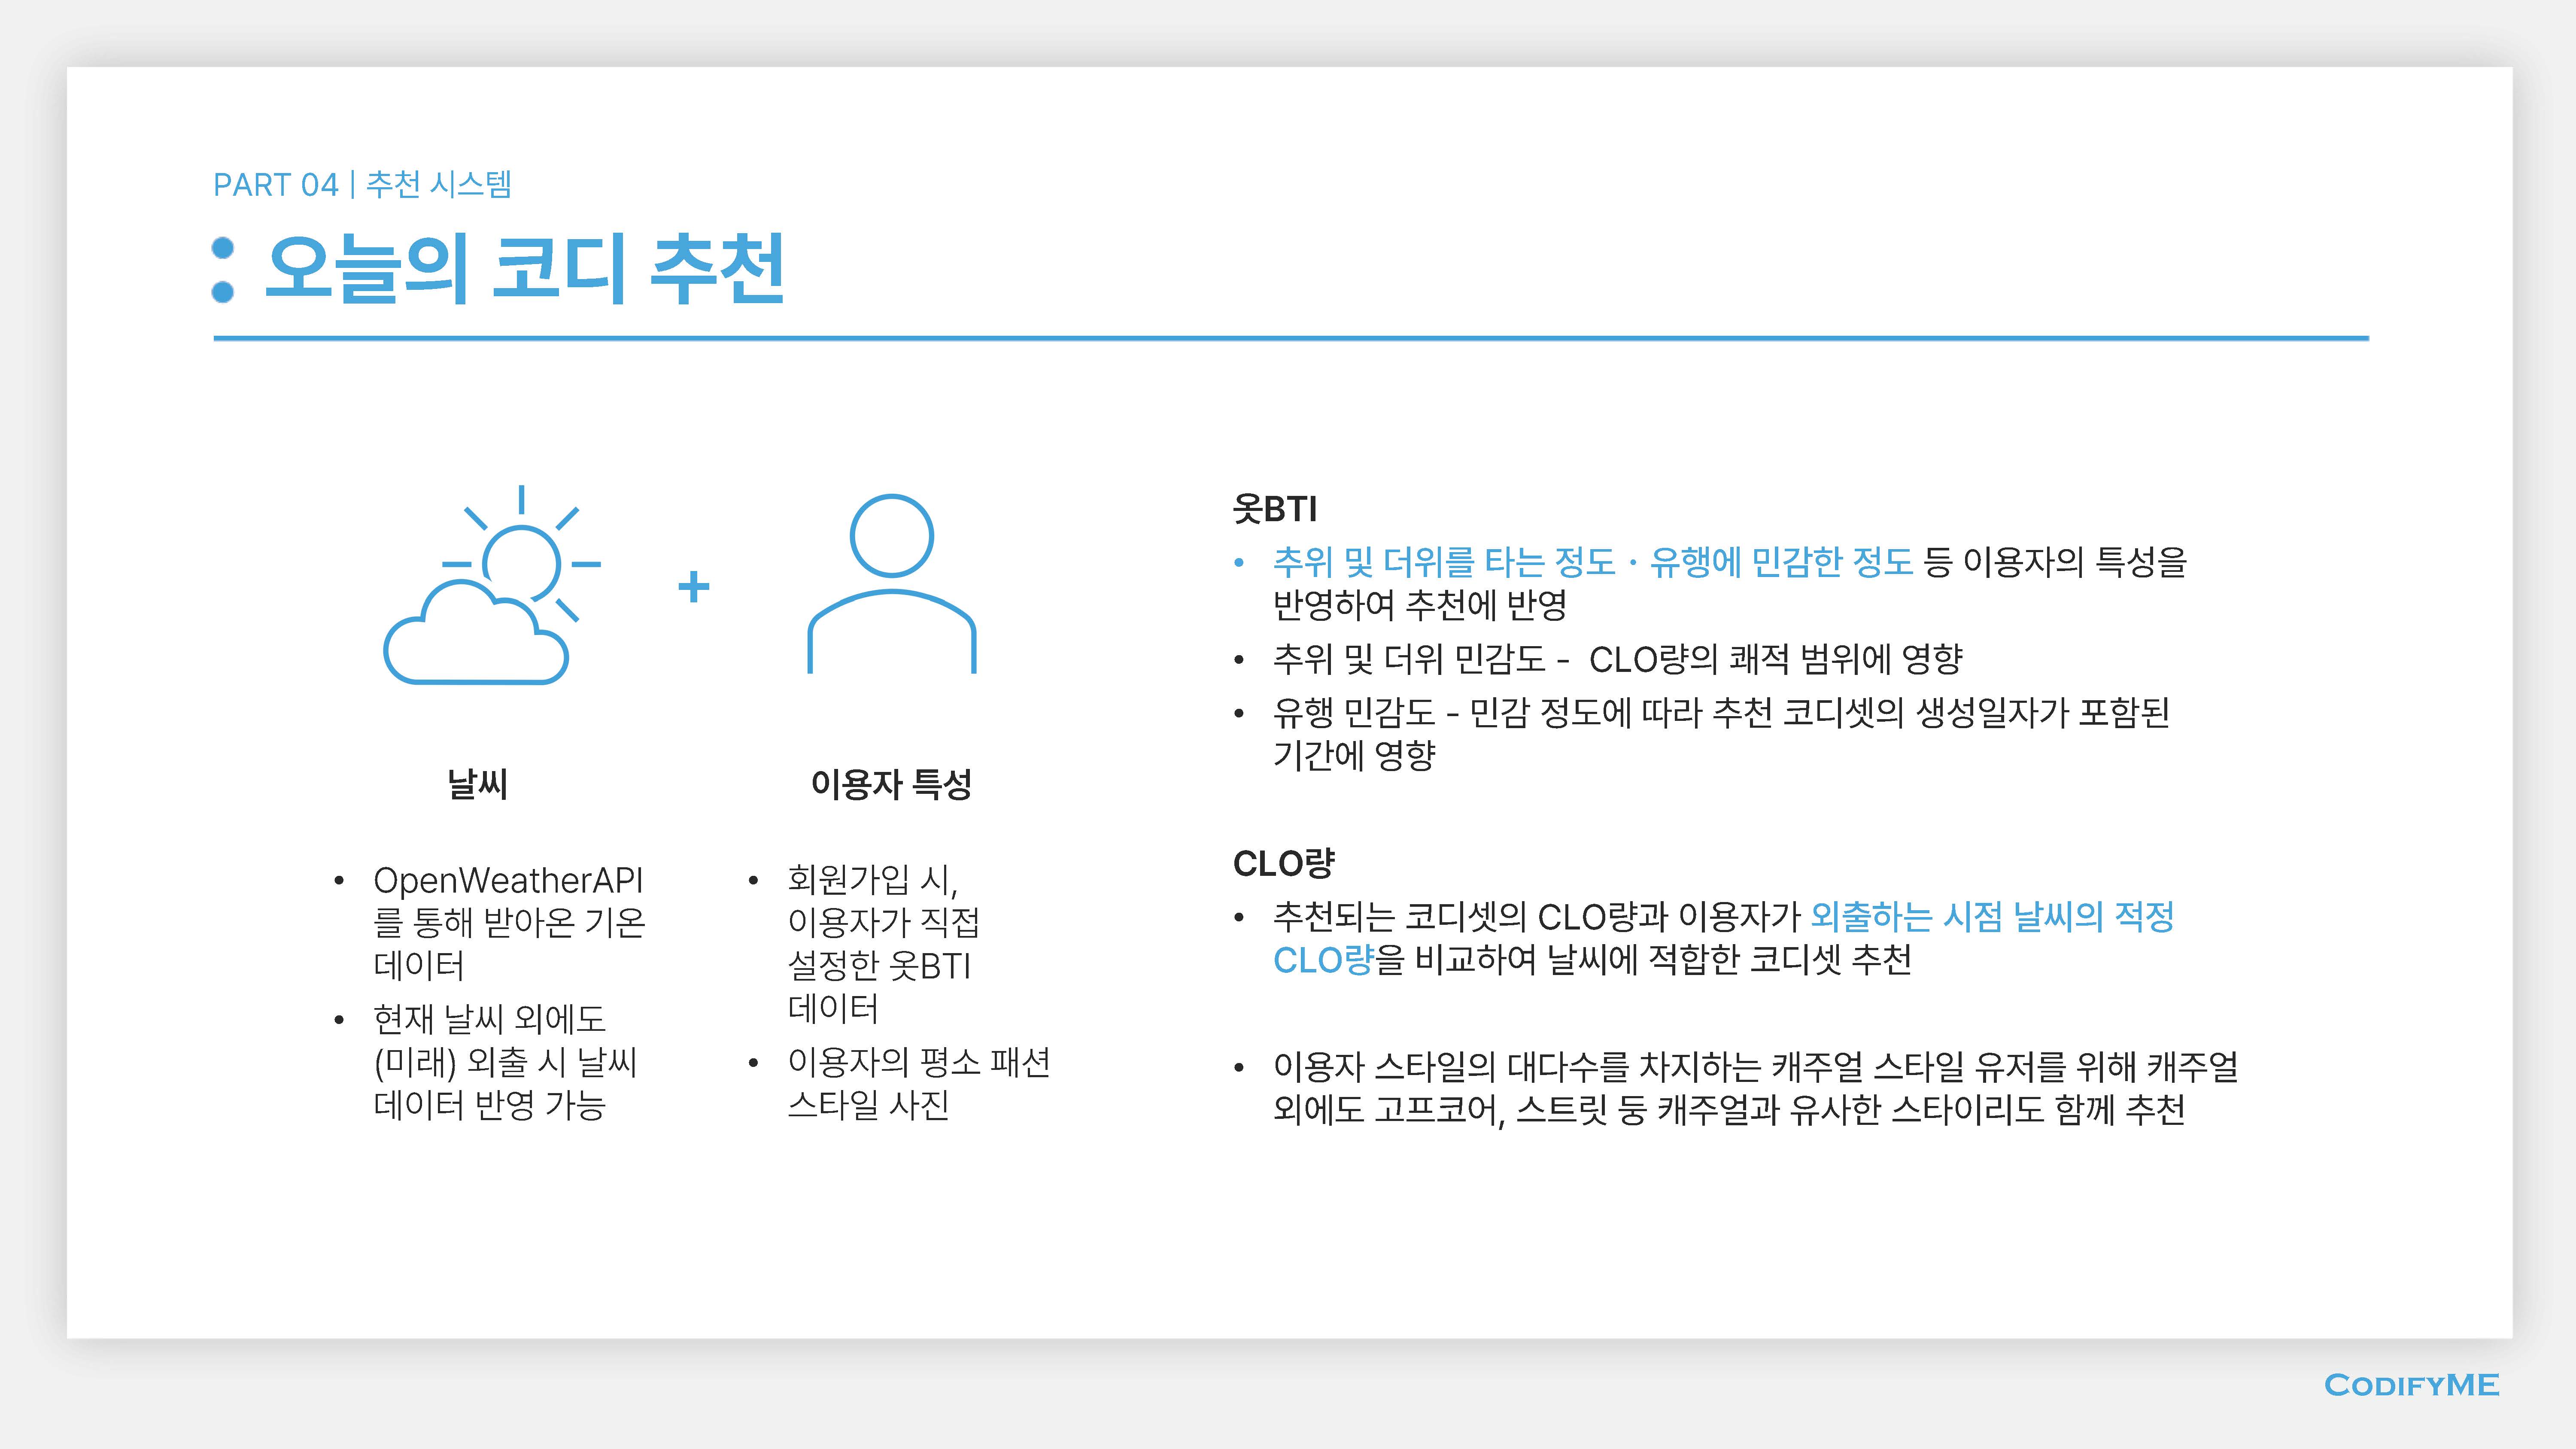 PART 04 | 추천 시스템
오늘의 코디 추천
+
날씨
• OpenWeatherAPI
를 통해 받아온 기온
데이터
• 현재 날씨 외에도
(미래) 외출 시 날씨
데이터 반영 가능
이용자 특성
• 회원가입 시,
이용자가 직접
설정한 옷BTI
데이터
• 이용자의 평소 패션
스타일 사진
옷BTI
• 추위 및 더위를 타는 정도 · 유행에 민감한 정도 등 이용자의 특성을
반영하여 추천에 반영
• 추위 및 더위 민감도 - CLO량의 쾌적 범위에 영향
• 유행 민감도 - 민감 정도에 따라 추천 코디셋의 생성일자가 포함된
기간에 영향
CLO량
• 추천되는 코디셋의 CLO량과 이용자가 외출하는 시점 날씨의 적정
CLO량을 비교하여 날씨에 적합한 코디셋 추천
• 이용자 스타일의 대다수를 차지하는 캐주얼 스타일 유저를 위해 캐주얼
외에도 고프코어, 스트릿 둥 캐주얼과 유사한 스타이리도 함께 추천
CODIFYME